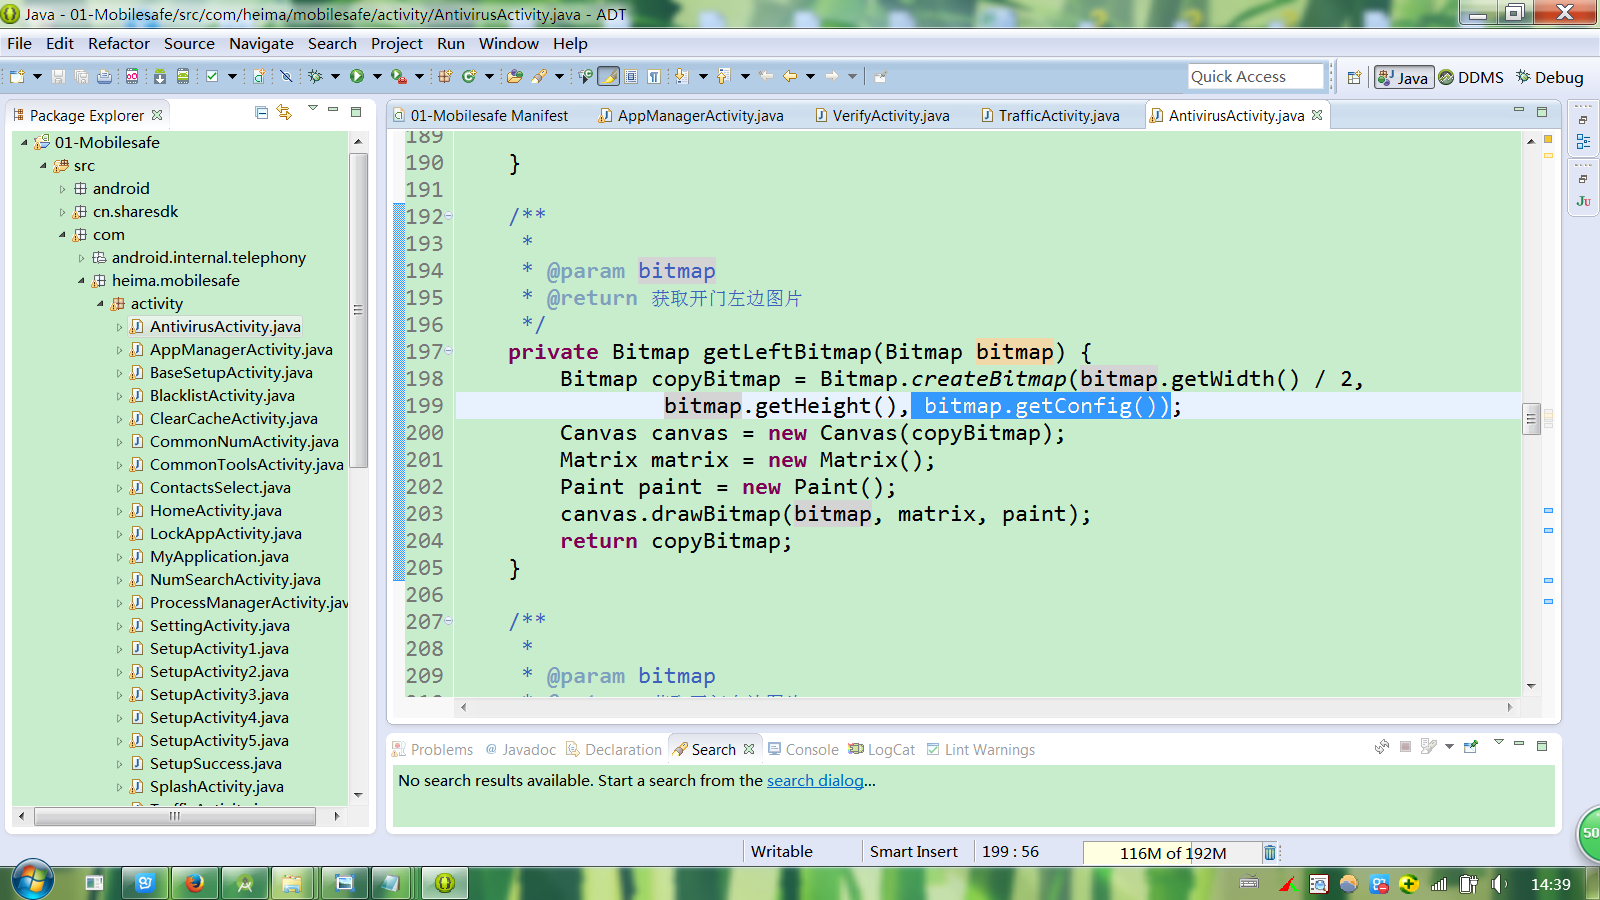 Java - 01-Mobilesafe/src/com/heima/mobilesafe/activity/AntivirusActivity.java - ADT
File Edit Refactor Source Navigate Search Project Run Window Help
Quick Access
Java DDMS Debug
Package Explorer
01-Mobilesafe
src
android
cn.sharesdk
com
android.internal.telephony
heima.mobilesafe
activity
AntivirusActivity.java
AppManagerActivity.java
BaseSetupActivity.java
BlacklistActivity.java
ClearCacheActivity.java
CommonNumActivity.java
CommonToolsActivity.java
ContactsSelect.java
HomeActivity.java
LockAppActivity.java
MyApplication.java
NumSearchActivity.java
ProcessManagerActivity.jav
SettingActivity.java
SetupActivity1.java
SetupActivity2.java
SetupActivity3.java
SetupActivity4.java
SetupActivity5.java
SetupSuccess.java
SplashActivity.java
01-Mobilesafe Manifest AppManagerActivity.java VerifyActivity.java TrafficActivity.java AntivirusActivity.java
189
190 }
191
192 /**
193 *
194 * @param bitmap
195 * @return 获取开门左边图片
196 */
197 private Bitmap getLeftBitmap(Bitmap bitmap) {
198 Bitmap copyBitmap = Bitmap.createBitmap(bitmap.getWidth() / 2,
199 bitmap.getHeight(), bitmap.getConfig());
200 Canvas canvas = new Canvas(copyBitmap);
201 Matrix matrix = new Matrix();
202 Paint paint = new Paint();
203 canvas.drawBitmap(bitmap, matrix, paint);
204 return copyBitmap;
205 }
206
207 /**
208 *
209 * @param bitmap
Problems @ Javadoc Declaration Search Console LogCat Lint Warnings
No search results available. Start a search from the search dialog...
Writable Smart Insert 199 : 56 116M of 192M
50
14:39